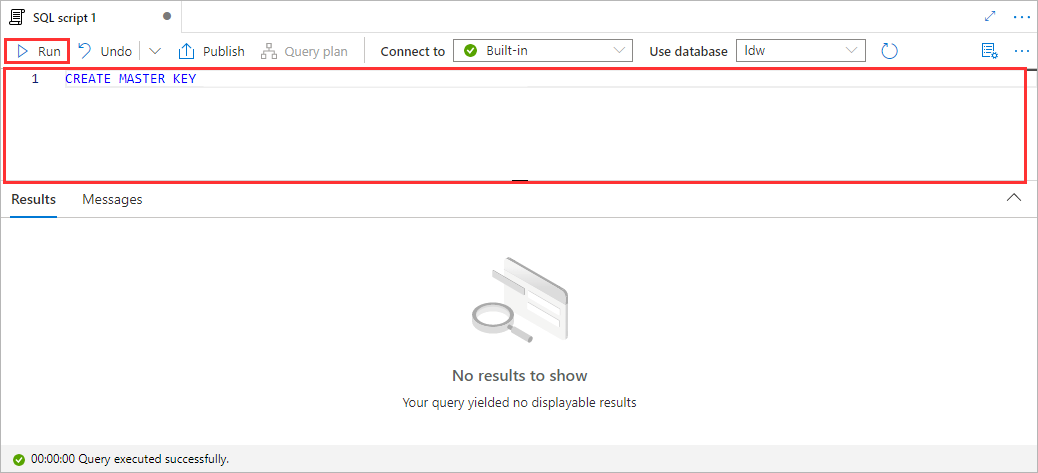 SQL script 1
Run Undo Publish Query plan Connect to Built-in Use database ldw
1 CREATE MASTER KEY
Results Messages
No results to show
Your query yielded no displayable results
00:00:00 Query executed successfully.